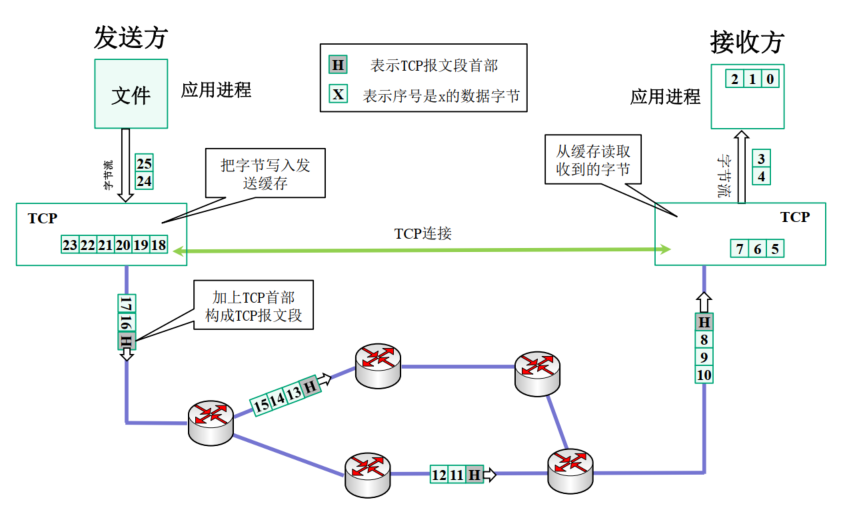 发送方
接收方
文件
应用进程
H 表示TCP报文段首部
X 表示序号是x的数据字节
应用进程
2 1 0
字节流
25
24
把字节写入发
送缓存
从缓存读取
收到的字节
字节流
3
4
TCP
23 22 21 20 19 18
TCP连接
TCP
7 6 5
17 16 H
加上TCP首部
构成TCP报文段
15 14 13 H
12 11 H
H
8
9
10